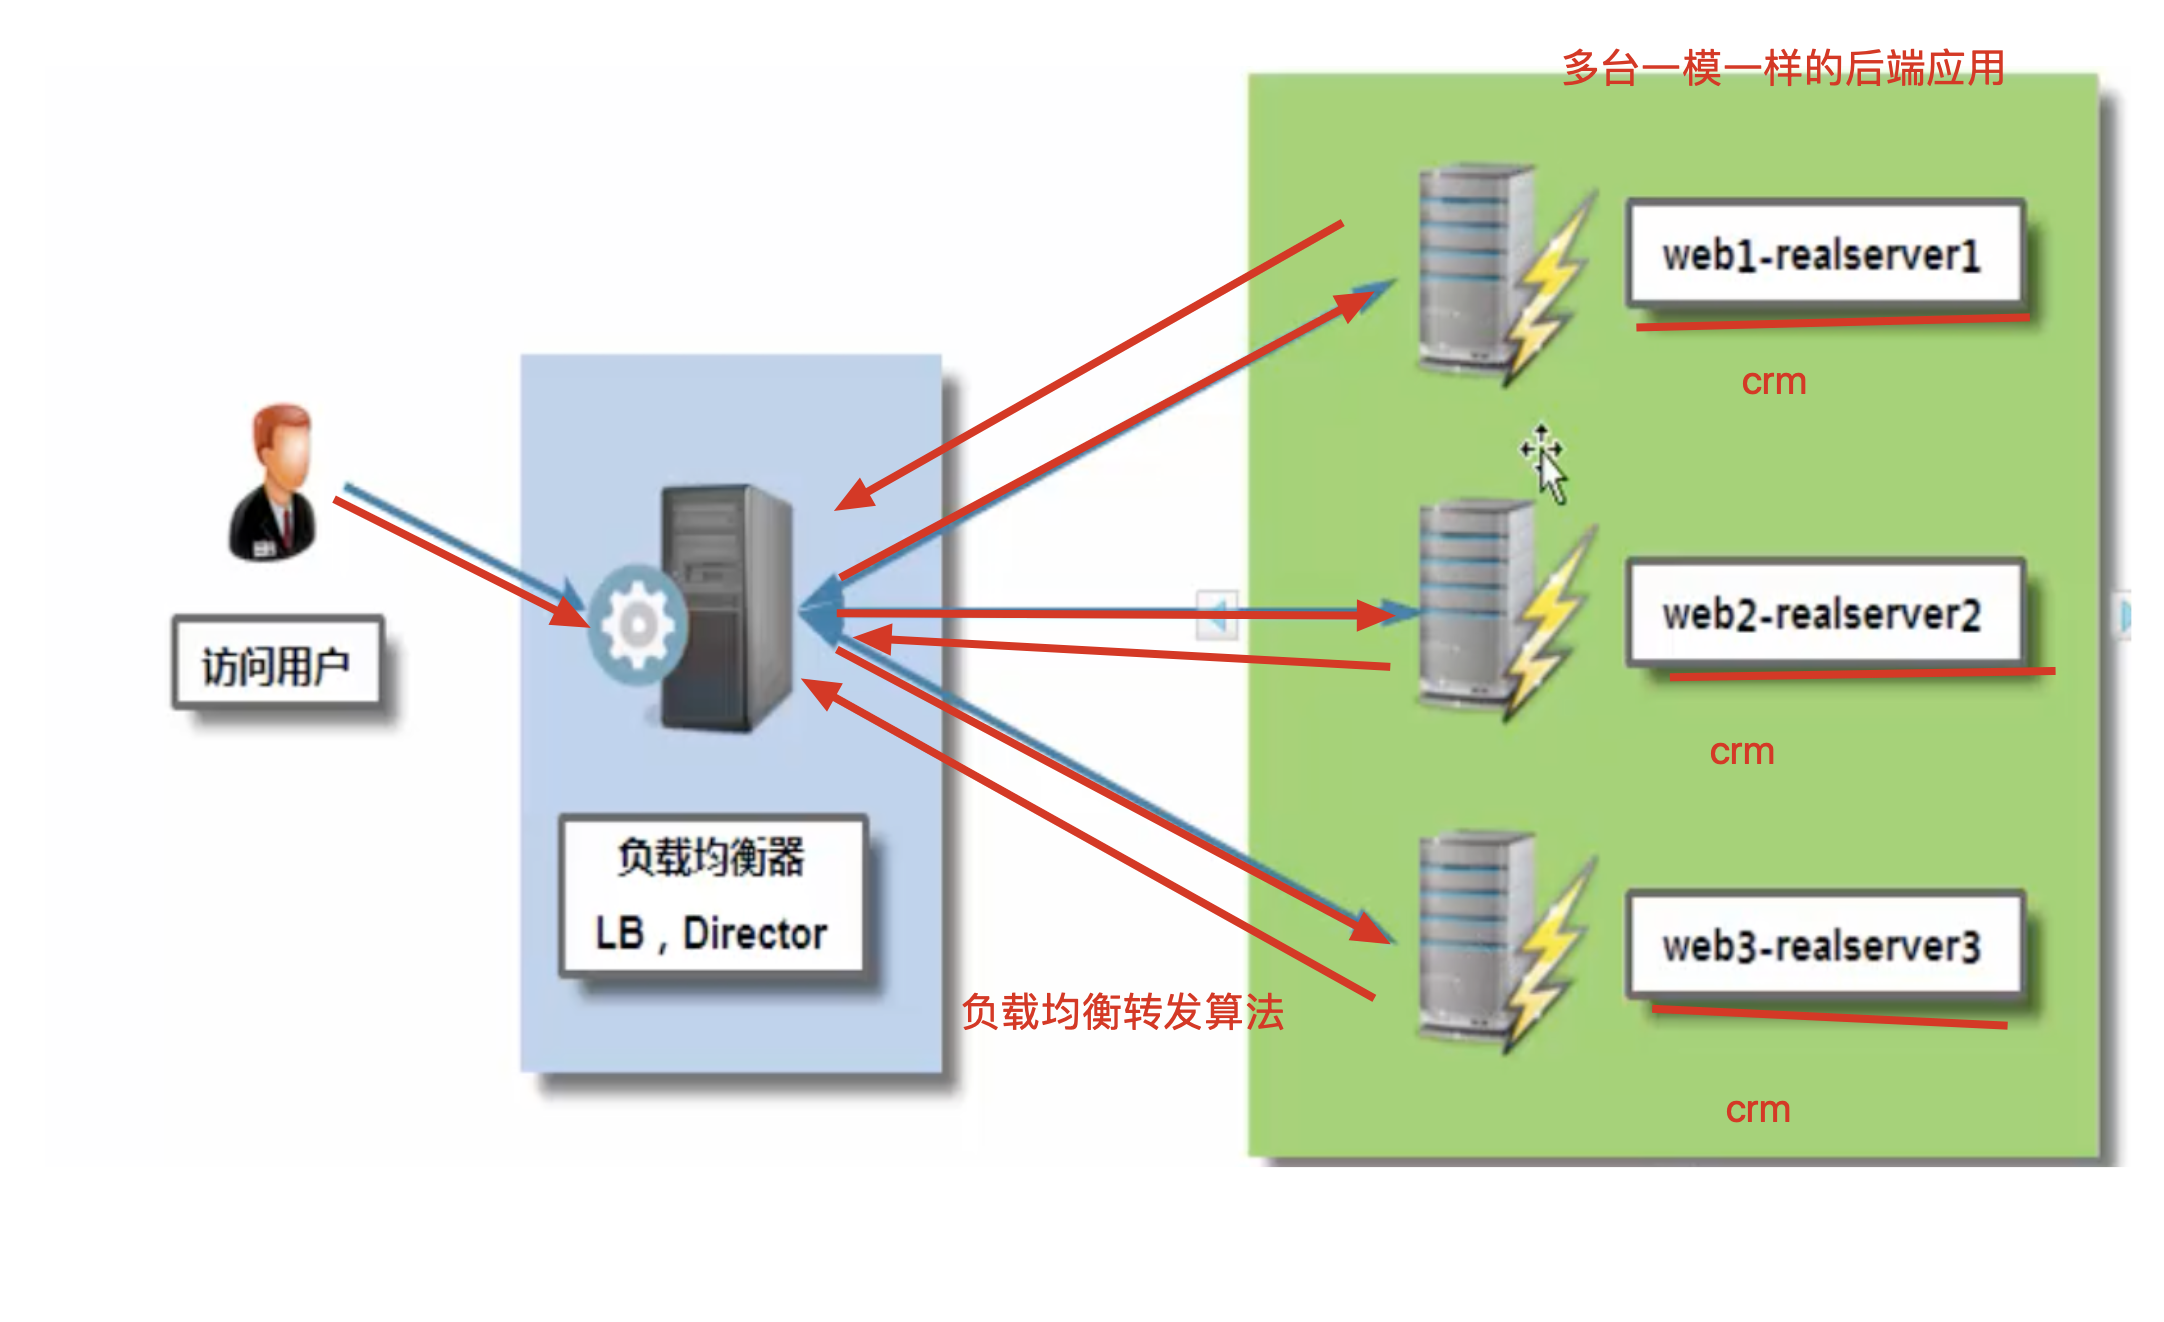 多台一模一样的后端应用
web1-realserver1
crm
访问用户
web2-realserver2
crm
负载均衡器
LB , Director
web3-realserver3
负载均衡转发算法
crm